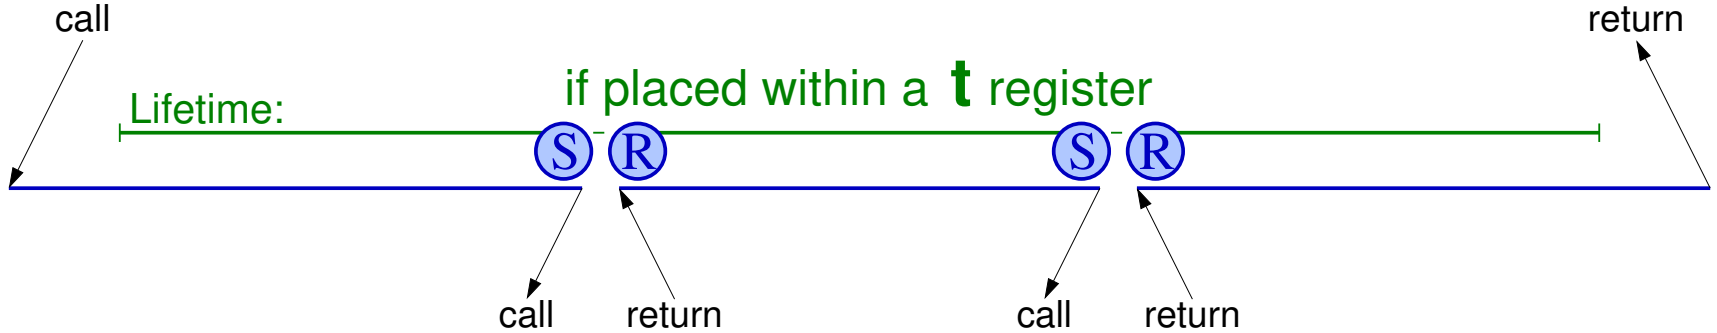 call
return
if placed within a t register
Lifetime:
S R S R
call return call return